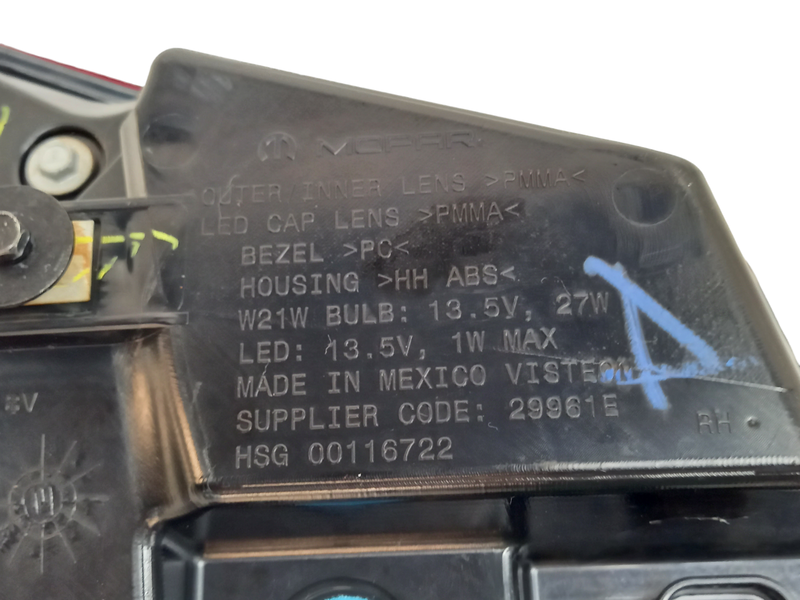 MOPAR
OUTER/INNER LENS >PMMA<
LED CAP LENS >PMMA<
BEZEL >PC<
HOUSING >HH ABS<
W21W BULB: 13.5V, 27W
LED: 13.5V, 1W MAX
MADE IN MEXICO VISTEON
SUPPLIER CODE: 29961E
RH
HSG 00116722